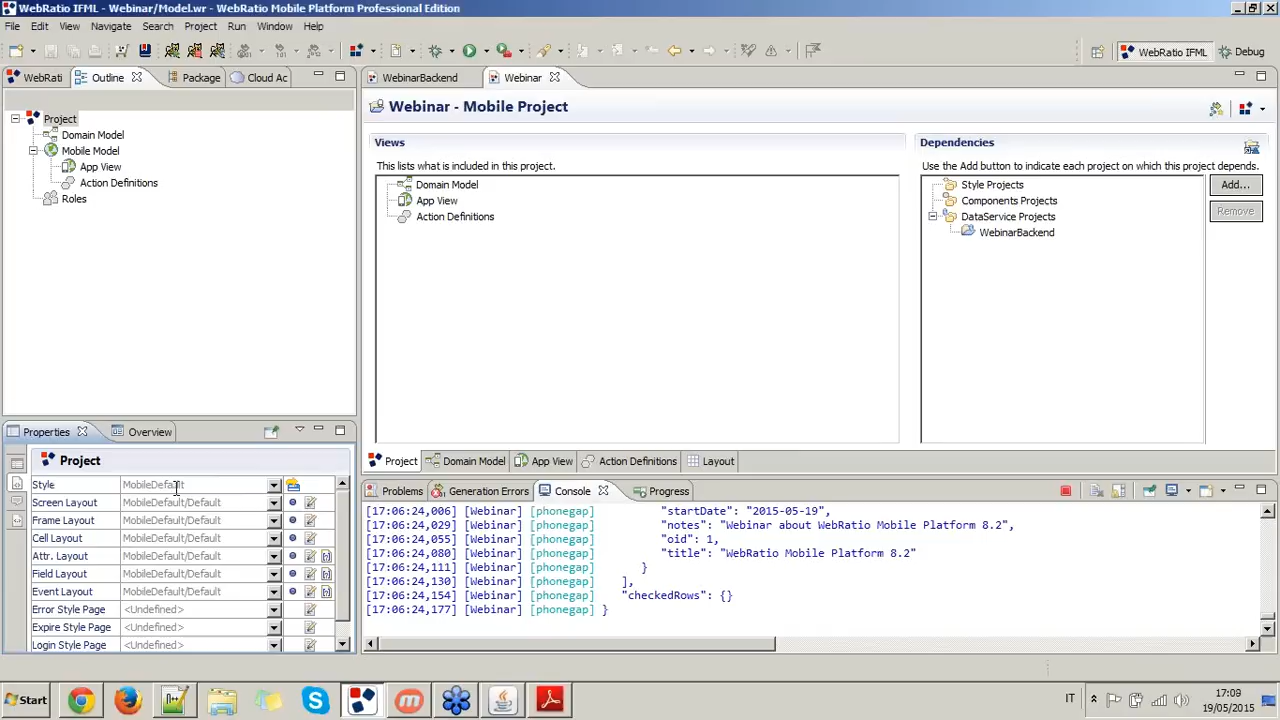 WebRatio IFML - Webinar/Model.wr - WebRatio Mobile Platform Professional Edition
File Edit View Navigate Search Project Run Window Help
WebRatio IFML Debug
WebRati Outline Package Cloud Ac
WebinarBackend Webinar
Project
Domain Model
Mobile Model
App View
Action Definitions
Roles
Webinar - Mobile Project
Views
This lists what is included in this project.
Domain Model
App View
Action Definitions
Dependencies
Use the Add button to indicate each project on which this project depends.
Style Projects
Components Projects
DataService Projects
WebinarBackend
Add...
Remove
Project Domain Model App View Action Definitions Layout
Properties Overview
Project
Style MobileDefault
Screen Layout MobileDefault/Default
Frame Layout MobileDefault/Default
Cell Layout MobileDefault/Default
Attr. Layout MobileDefault/Default
Field Layout MobileDefault/Default
Event Layout MobileDefault/Default
Error Style Page <Undefined>
Expire Style Page <Undefined>
Login Style Page <Undefined>
Problems Generation Errors Console Progress
[17:06:24,006] [Webinar] [phonegap] "startDate": "2015-05-19",
[17:06:24,029] [Webinar] [phonegap] "notes": "Webinar about WebRatio Mobile Platform 8.2",
[17:06:24,055] [Webinar] [phonegap] "oid": 1,
[17:06:24,080] [Webinar] [phonegap] "title": "WebRatio Mobile Platform 8.2"
[17:06:24,111] [Webinar] [phonegap] }
[17:06:24,130] [Webinar] [phonegap] ],
[17:06:24,154] [Webinar] [phonegap] "checkedRows": {}
[17:06:24,177] [Webinar] [phonegap] }
Start
IT
17:09
19/05/2015